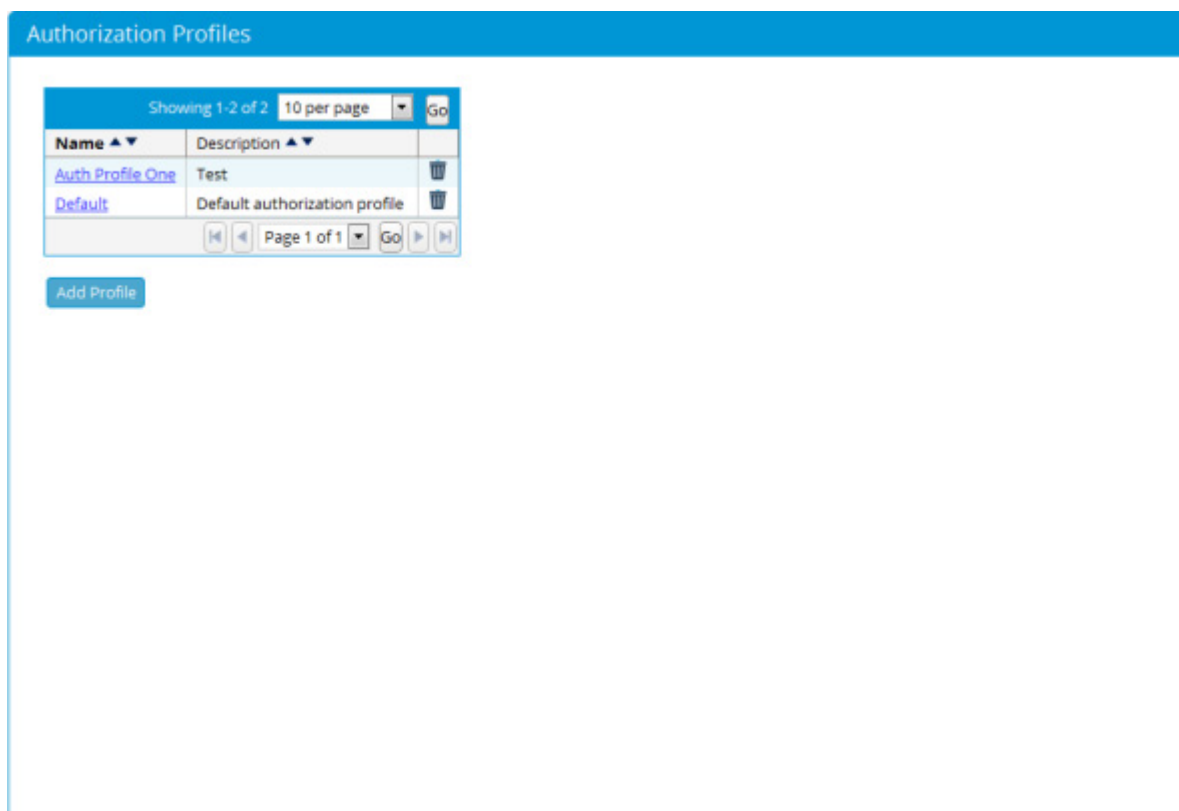 Authorization Profiles
Showing 1-2 of 2 10 per page Go
Name Description
Auth Profile One Test
Default Default authorization profile
Page 1 of 1 Go
Add Profile